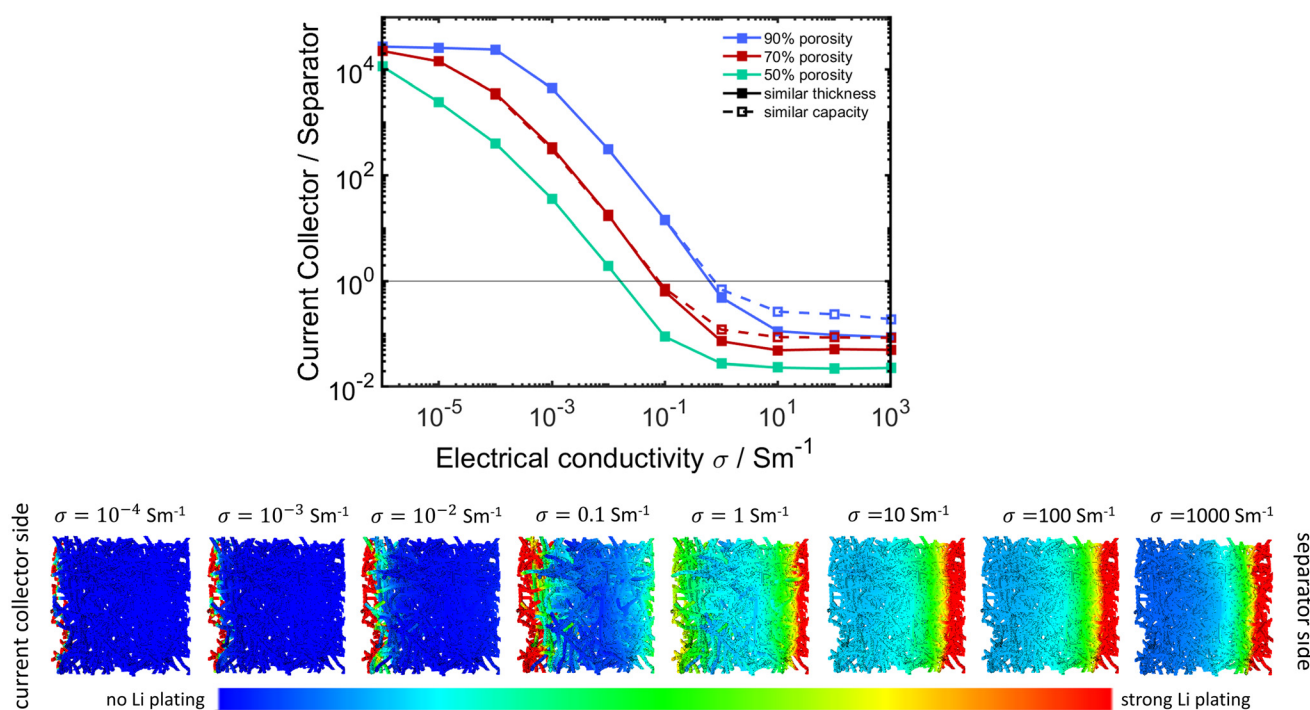 Current Collector / Separator
10^4
10^2
10^0
10^-2
90% porosity
70% porosity
50% porosity
similar thickness
similar capacity
10^-5
10^-3
10^-1
10^1
10^3
Electrical conductivity σ / Sm^-1
current collector side
σ = 10^-4 Sm^-1
σ = 10^-3 Sm^-1
σ = 10^-2 Sm^-1
σ = 0.1 Sm^-1
σ = 1 Sm^-1
σ =10 Sm^-1
σ =100 Sm^-1
σ =1000 Sm^-1
separator side
no Li plating
strong Li plating